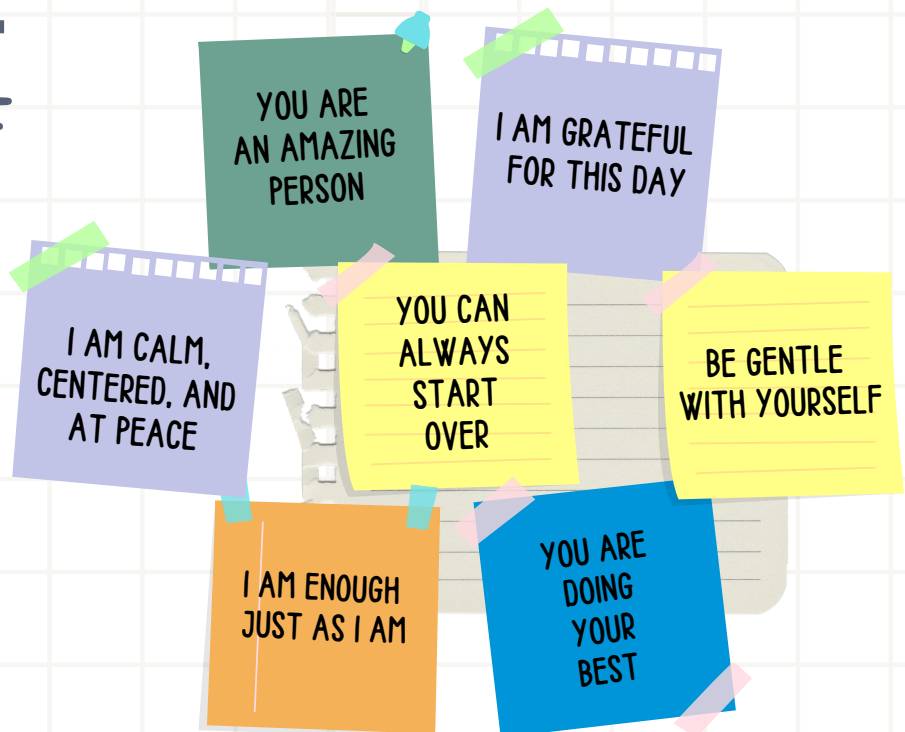 YOU ARE
AN AMAZING
PERSON
I AM GRATEFUL
FOR THIS DAY
I AM CALM,
CENTERED, AND
AT PEACE
YOU CAN
ALWAYS
START
OVER
BE GENTLE
WITH YOURSELF
I AM ENOUGH
JUST AS I AM
YOU ARE
DOING
YOUR
BEST